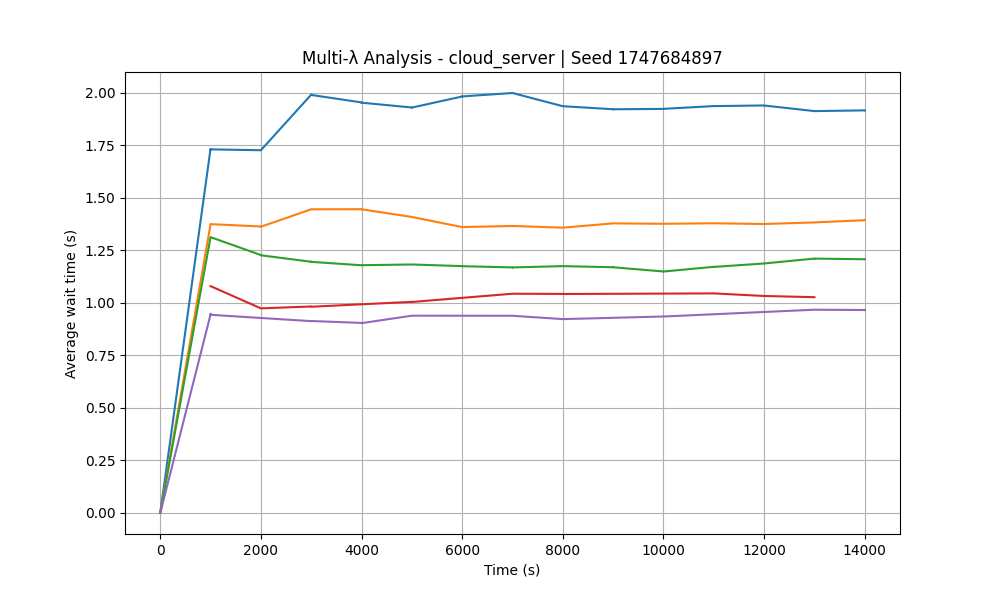 Multi-λ Analysis - cloud_server | Seed 1747684897
Average wait time (s)
2.00
1.75
1.50
1.25
1.00
0.75
0.50
0.25
0.00
0 2000 4000 6000 8000 10000 12000 14000
Time (s)